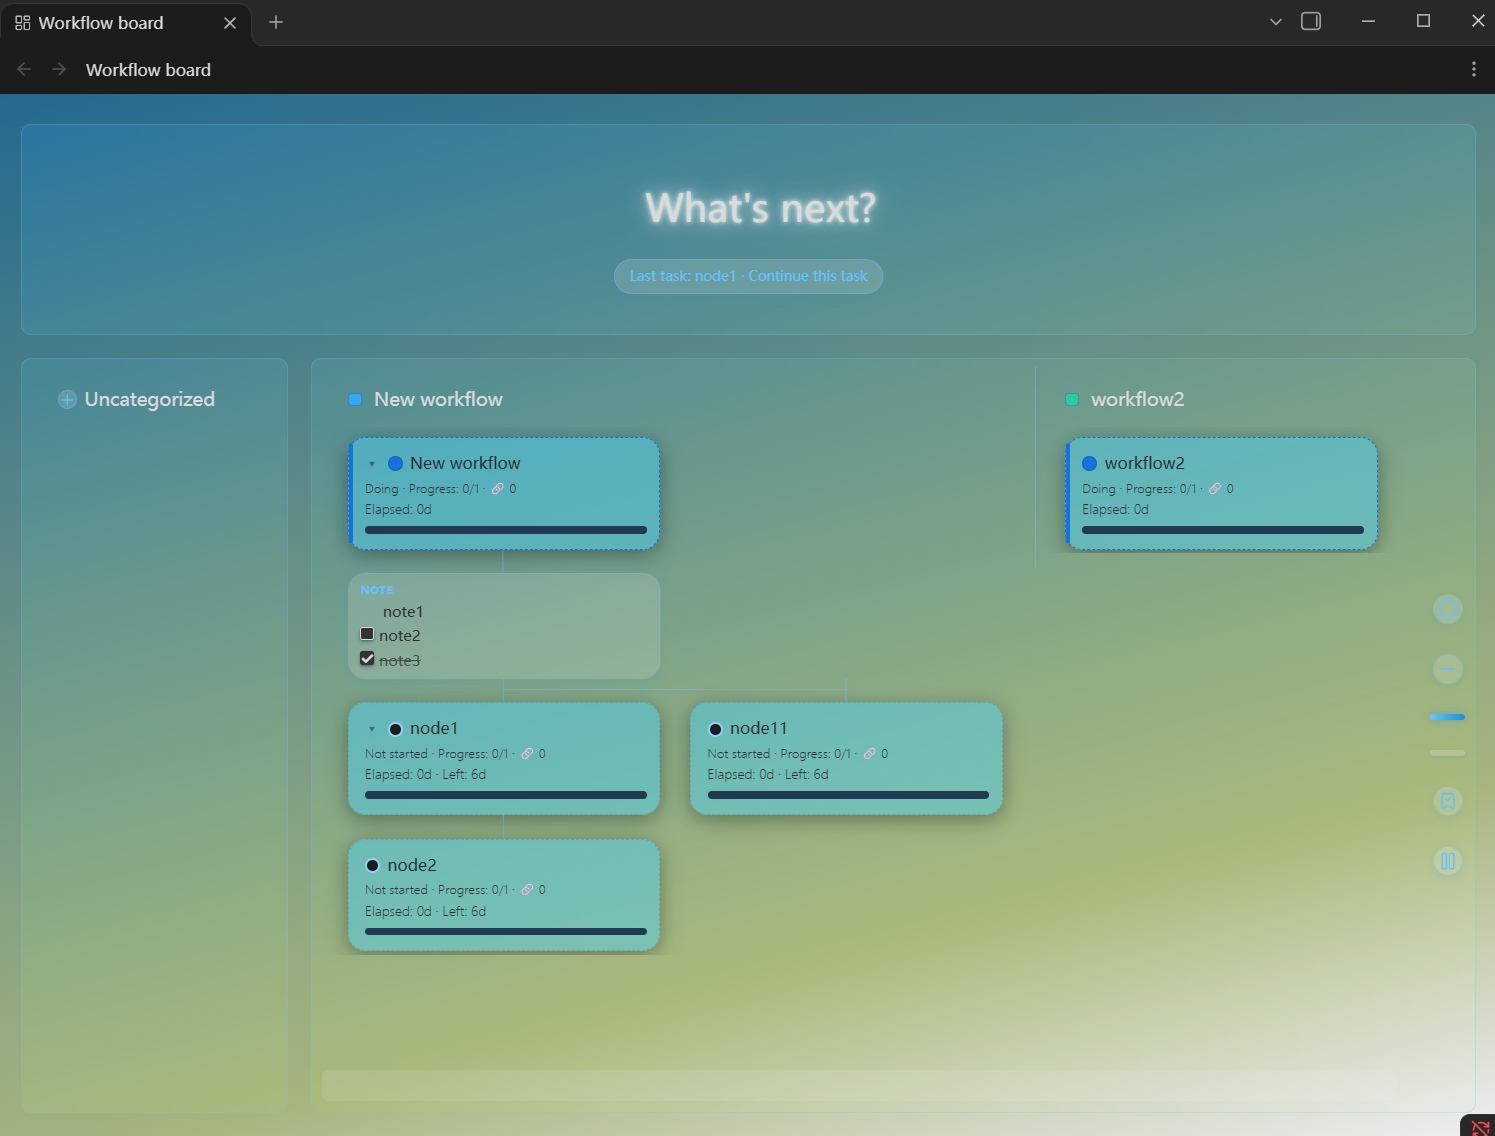 Workflow board
Workflow board
What's next?
Last task: node1 · Continue this task
Uncategorized
New workflow
workflow2
New workflow
Doing · Progress: 0/1 · 0
Elapsed: 0d
workflow2
Doing · Progress: 0/1 · 0
Elapsed: 0d
NOTE
note1
note2
note3
node1
Not started · Progress: 0/1 · 0
Elapsed: 0d · Left: 6d
node11
Not started · Progress: 0/1 · 0
Elapsed: 0d · Left: 6d
node2
Not started · Progress: 0/1 · 0
Elapsed: 0d · Left: 6d